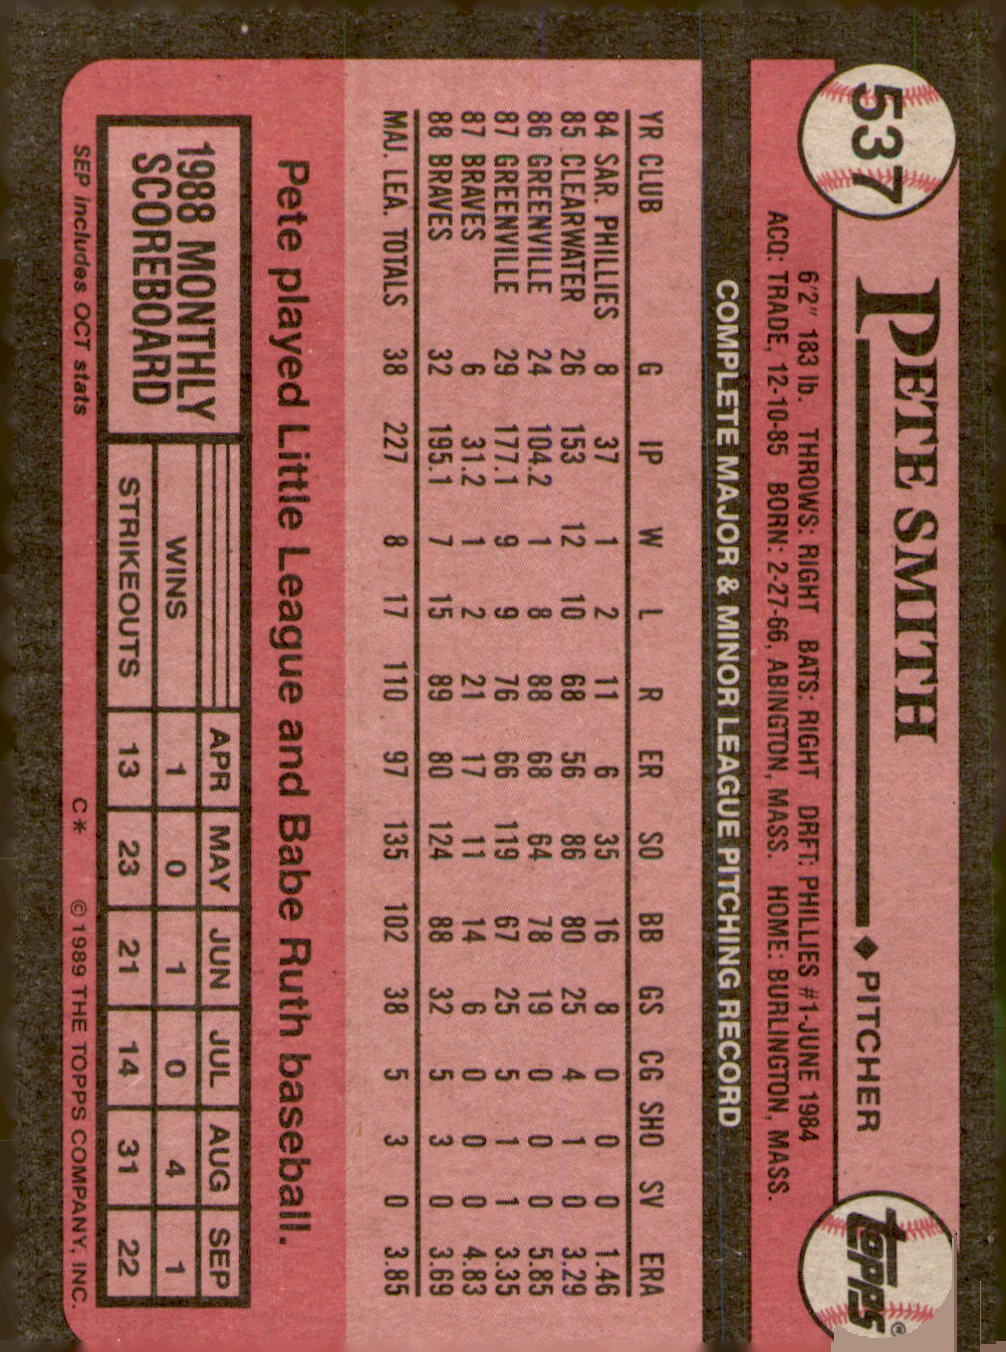 537
PETE SMITH
◆ PITCHER
topps®
6'2" 183 lb. THROWS: RIGHT BATS: RIGHT DRFT: PHILLIES #1-JUNE 1984
ACQ: TRADE, 12-10-85 BORN: 2-27-66, ABINGTON, MASS. HOME: BURLINGTON, MASS.
COMPLETE MAJOR & MINOR LEAGUE PITCHING RECORD
YR CLUB G IP W L R ER SO BB GS CG SHO SV ERA
84 SAR. PHILLIES 8 37 1 2 11 6 35 16 8 0 0 0 1.46
85 CLEARWATER 26 153 12 10 68 56 86 80 25 4 1 0 3.29
86 GREENVILLE 24 104.2 1 8 88 68 64 78 19 0 0 0 5.85
87 GREENVILLE 29 177.1 9 9 76 66 119 67 25 5 1 1 3.35
87 BRAVES 6 31.2 1 2 21 17 11 14 6 0 0 0 4.83
88 BRAVES 32 195.1 7 15 89 80 124 88 32 5 3 0 3.69
MAJ. LEA. TOTALS 38 227 8 17 110 97 135 102 38 5 3 0 3.85
Pete played Little League and Babe Ruth baseball.
1988 MONTHLY SCOREBOARD
APR MAY JUN JUL AUG SEP
WINS 1 0 1 0 4 1
STRIKEOUTS 13 23 21 14 31 22
SEP includes OCT stats
C* © 1989 THE TOPPS COMPANY, INC.